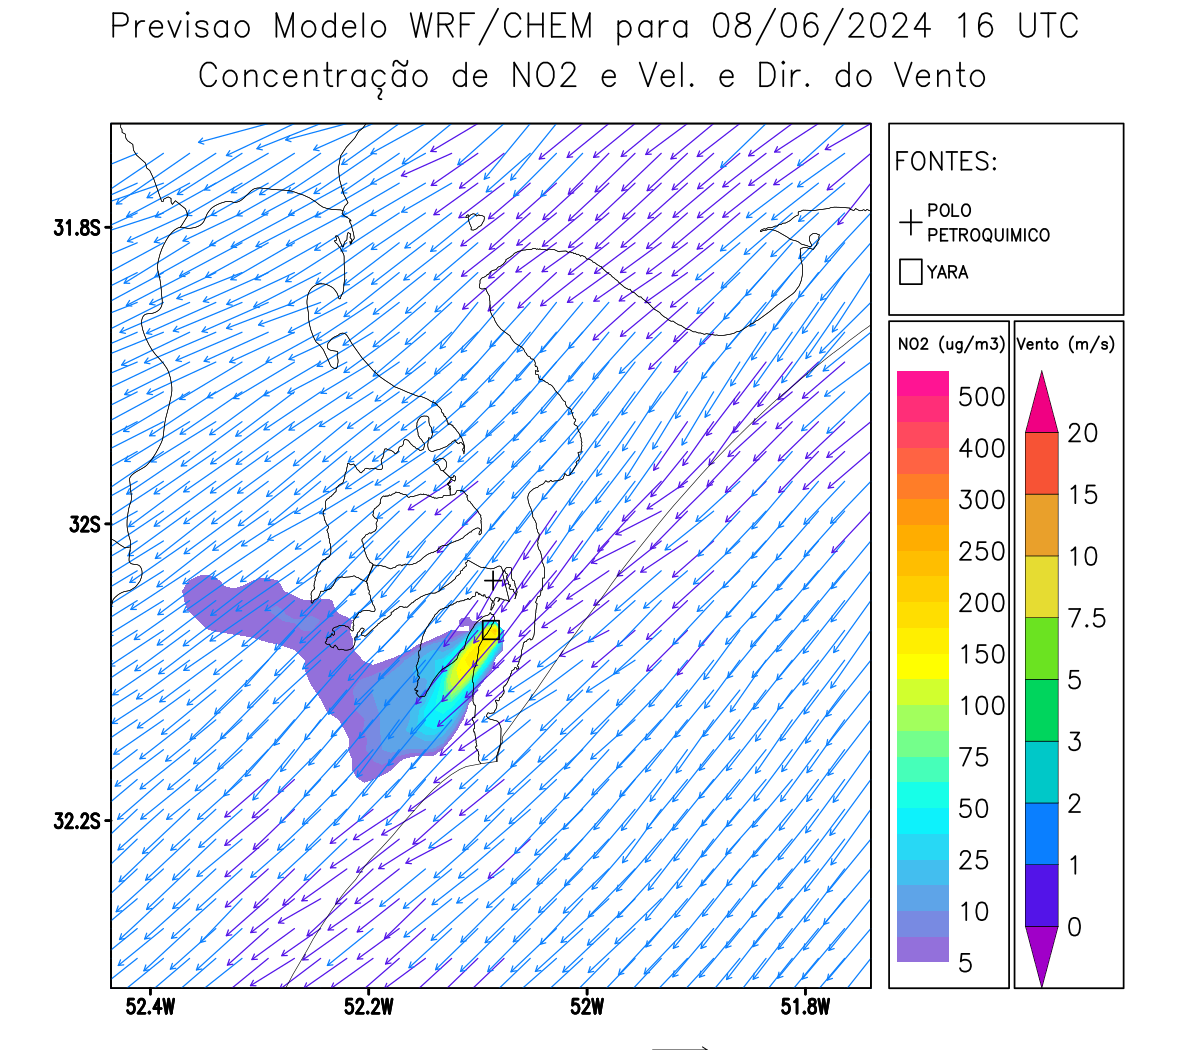 Previsao Modelo WRF/CHEM para 08/06/2024 16 UTC
Concentração de NO2 e Vel. e Dir. do Vento
FONTES:
POLO
PETROQUIMICO
YARA
NO2 (ug/m3)
500
400
300
250
200
150
100
75
50
25
10
5
Vento (m/s)
20
15
10
7.5
5
3
2
1
0
31.8S
32S
32.2S
52.4W
52.2W
52W
51.8W